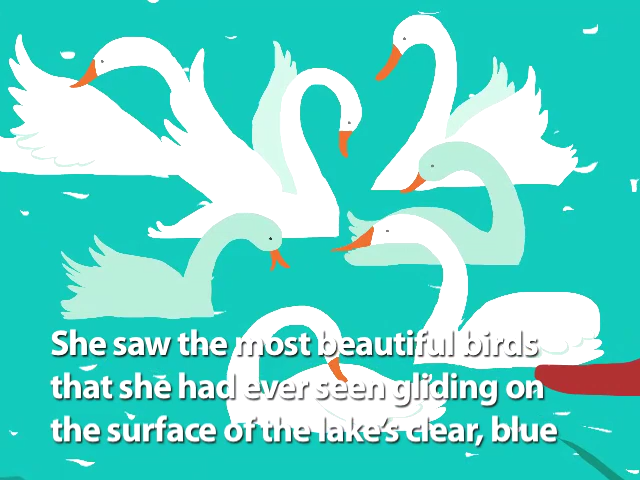 She saw the most beautiful birds
that she had ever seen gliding on
the surface of the lake's clear, blue